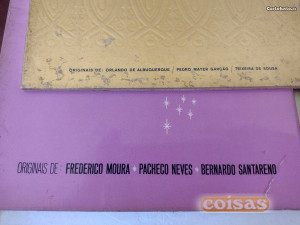 ORIGINAIS DE: ORLANDO DE ALBUQUERQUE / PEDRO MAYER GARÇÃO / TEIXEIRA DE SOUSA
ORIGINAIS DE FREDERICO MOURA • PACHECO NEVES • BERNARDO SANTARENO
coisas